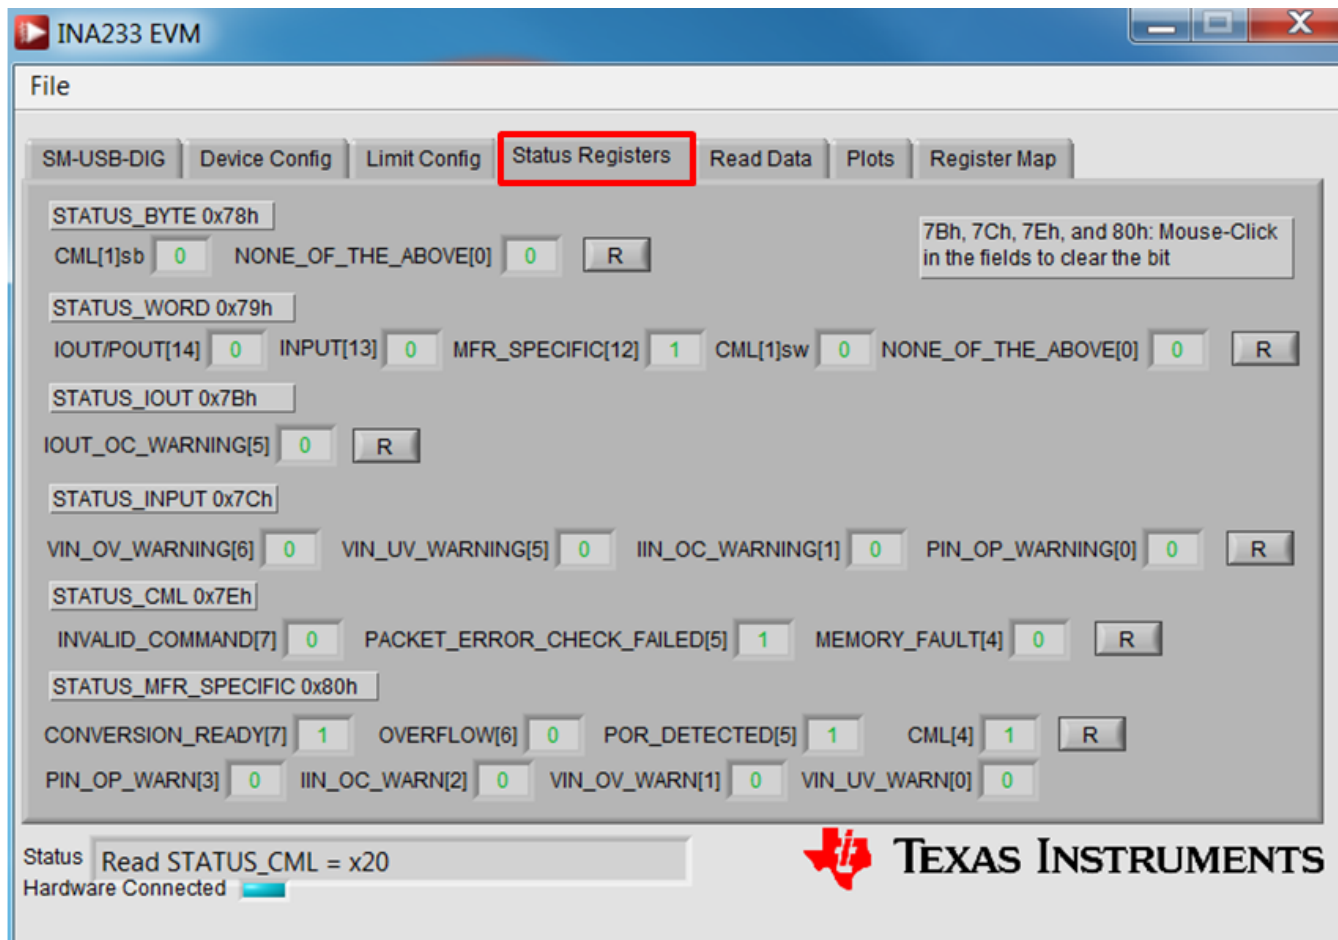 INA233 EVM
File
SM-USB-DIG Device Config Limit Config Status Registers Read Data Plots Register Map
STATUS_BYTE 0x78h
7Bh, 7Ch, 7Eh, and 80h: Mouse-Click
in the fields to clear the bit
CML[1]sb 0 NONE_OF_THE_ABOVE[0] 0 R
STATUS_WORD 0x79h
IOUT/POUT[14] 0 INPUT[13] 0 MFR_SPECIFIC[12] 1 CML[1]sw 0 NONE_OF_THE_ABOVE[0] 0 R
STATUS_IOUT 0x7Bh
IOUT_OC_WARNING[5] 0 R
STATUS_INPUT 0x7Ch
VIN_OV_WARNING[6] 0 VIN_UV_WARNING[5] 0 IIN_OC_WARNING[1] 0 PIN_OP_WARNING[0] 0 R
STATUS_CML 0x7Eh
INVALID_COMMAND[7] 0 PACKET_ERROR_CHECK_FAILED[5] 1 MEMORY_FAULT[4] 0 R
STATUS_MFR_SPECIFIC 0x80h
CONVERSION_READY[7] 1 OVERFLOW[6] 0 POR_DETECTED[5] 1 CML[4] 1 R
PIN_OP_WARN[3] 0 IIN_OC_WARN[2] 0 VIN_OV_WARN[1] 0 VIN_UV_WARN[0] 0
Status Read STATUS_CML = x20
Hardware Connected
TEXAS INSTRUMENTS